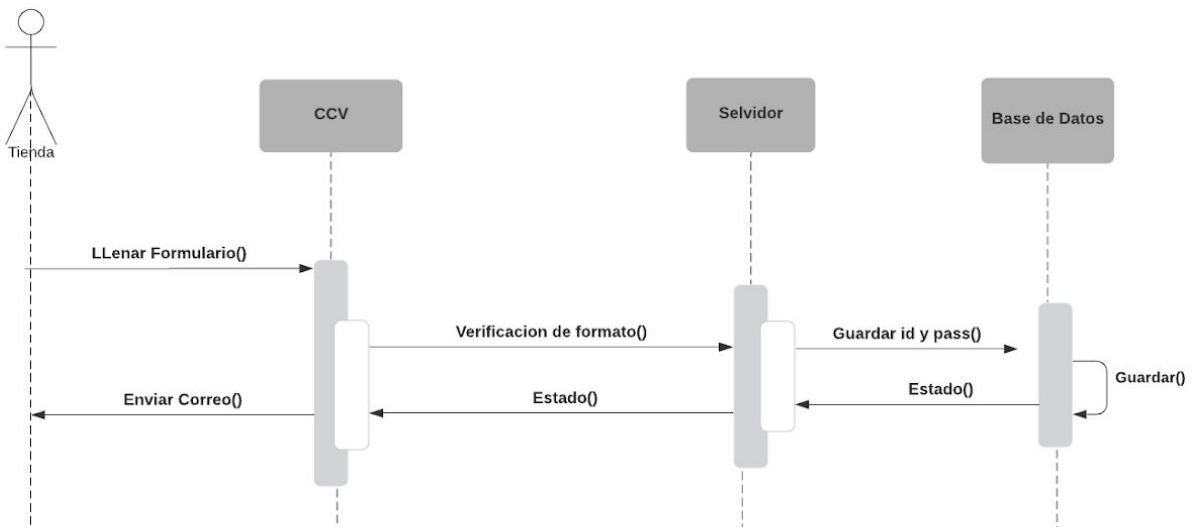 Tienda
CCV
Selvidor
Base de Datos
LLenar Formulario()
Verificacion de formato()
Guardar id y pass()
Guardar()
Estado()
Estado()
Enviar Correo()